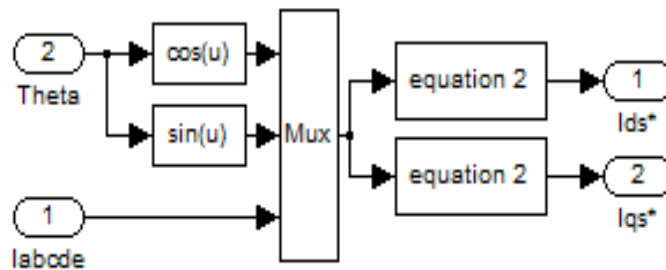 2
Theta
cos(u)
sin(u)
1
Iabcde
Mux
equation 2
equation 2
1
Ids*
2
Iqs*